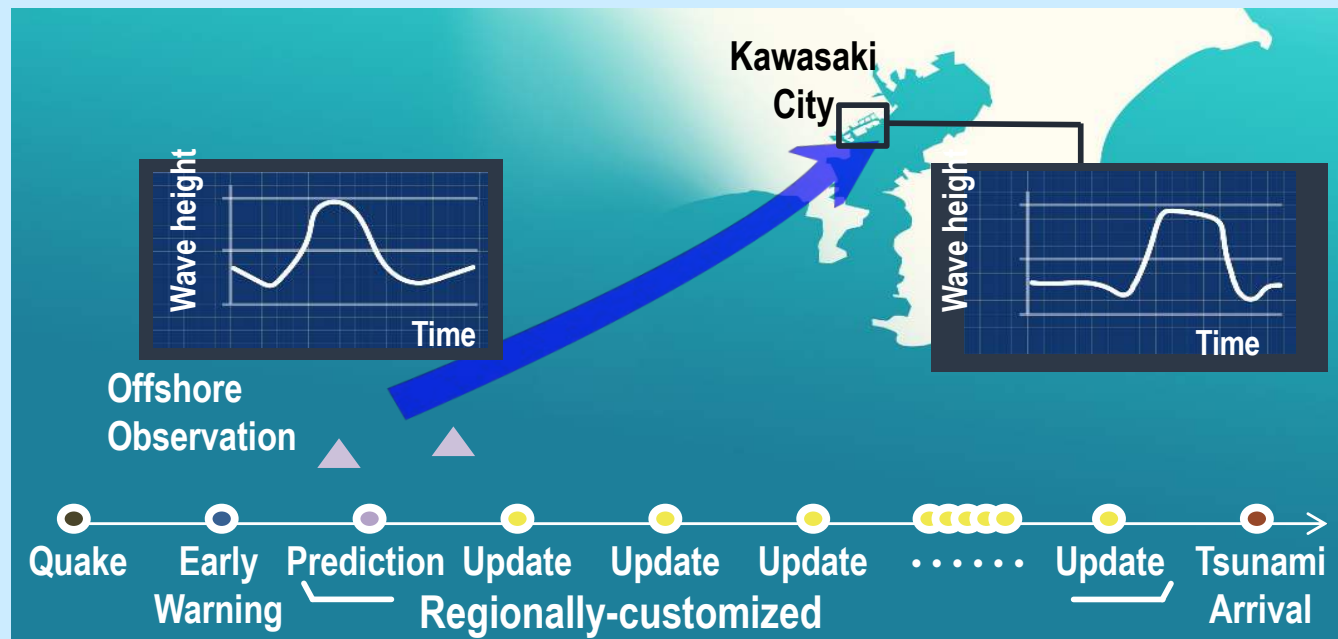 Kawasaki
City
Wave height
Time
Wave height
Time
Offshore
Observation
Quake
Early
Warning
Prediction
Update
Update
Update
......
Update
Tsunami
Arrival
Regionally-customized